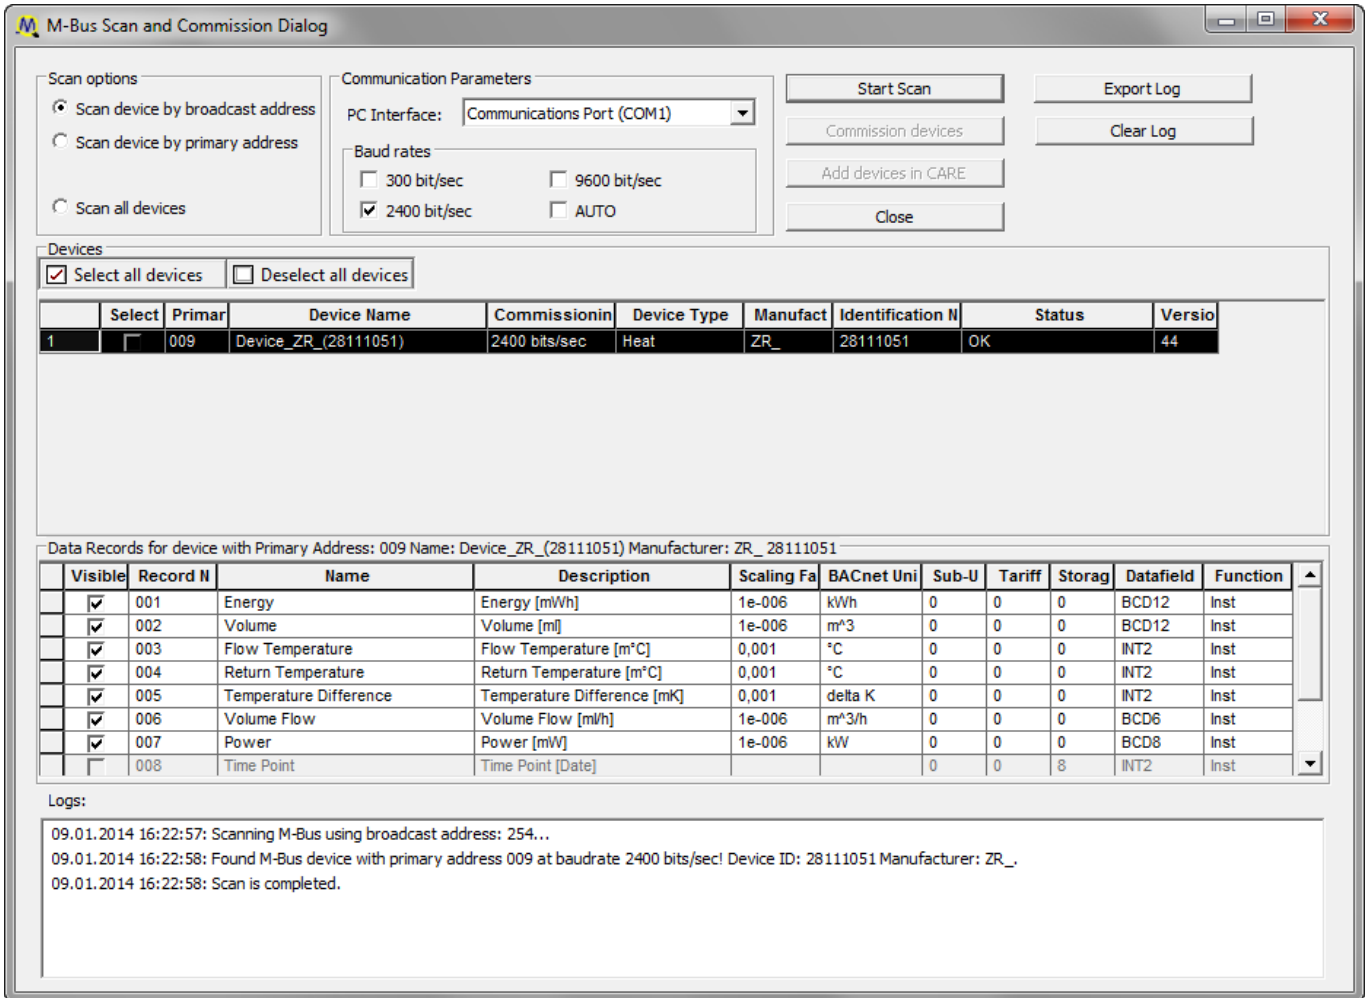 M-Bus Scan and Commission Dialog
Scan options
Scan device by broadcast address
Scan device by primary address
Scan all devices
Communication Parameters
PC Interface: Communications Port (COM1)
Baud rates
300 bit/sec 9600 bit/sec
2400 bit/sec AUTO
Start Scan Export Log
Commission devices Clear Log
Add devices in CARE
Close
Devices
Select all devices Deselect all devices
Select Primar Device Name Commissionin Device Type Manufact Identification N Status Versio
1 009 Device_ZR_(28111051) 2400 bits/sec Heat ZR_ 28111051 OK 44
Data Records for device with Primary Address: 009 Name: Device_ZR_(28111051) Manufacturer: ZR_ 28111051
Visible Record N Name Description Scaling Fa BACnet Uni Sub-U Tariff Storag Datafield Function
001 Energy Energy [mWh] 1e-006 kWh 0 0 0 BCD12 Inst
002 Volume Volume [ml] 1e-006 m^3 0 0 0 BCD12 Inst
003 Flow Temperature Flow Temperature [m°C] 0,001 °C 0 0 0 INT2 Inst
004 Return Temperature Return Temperature [m°C] 0,001 °C 0 0 0 INT2 Inst
005 Temperature Difference Temperature Difference [mK] 0,001 delta K 0 0 0 INT2 Inst
006 Volume Flow Volume Flow [ml/h] 1e-006 m^3/h 0 0 0 BCD6 Inst
007 Power Power [mW] 1e-006 kW 0 0 0 BCD8 Inst
008 Time Point Time Point [Date] 0 0 8 INT2 Inst
Logs:
09.01.2014 16:22:57: Scanning M-Bus using broadcast address: 254...
09.01.2014 16:22:58: Found M-Bus device with primary address 009 at baudrate 2400 bits/sec! Device ID: 28111051 Manufacturer: ZR_.
09.01.2014 16:22:58: Scan is completed.